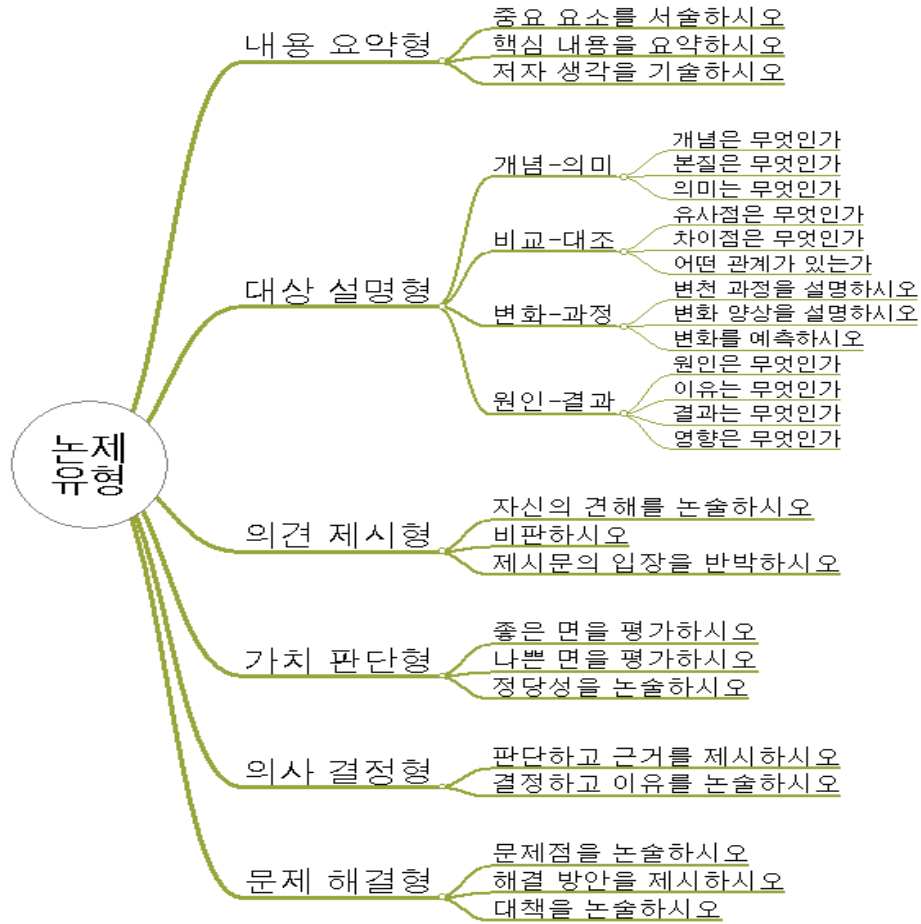 논제
유형
내용 요약형
중요 요소를 서술하시오
핵심 내용을 요약하시오
저자 생각을 기술하시오
대상 설명형
개념-의미
개념은 무엇인가
본질은 무엇인가
의미는 무엇인가
비교-대조
유사점은 무엇인가
차이점은 무엇인가
어떤 관계가 있는가
변화-과정
변천 과정을 설명하시오
변화 양상을 설명하시오
변화를 예측하시오
원인-결과
원인은 무엇인가
이유는 무엇인가
결과는 무엇인가
영향은 무엇인가
의견 제시형
자신의 견해를 논술하시오
비판하시오
제시문의 입장을 반박하시오
가치 판단형
좋은 면을 평가하시오
나쁜 면을 평가하시오
정당성을 논술하시오
의사 결정형
판단하고 근거를 제시하시오
결정하고 이유를 논술하시오
문제 해결형
문제점을 논술하시오
해결 방안을 제시하시오
대책을 논술하시오